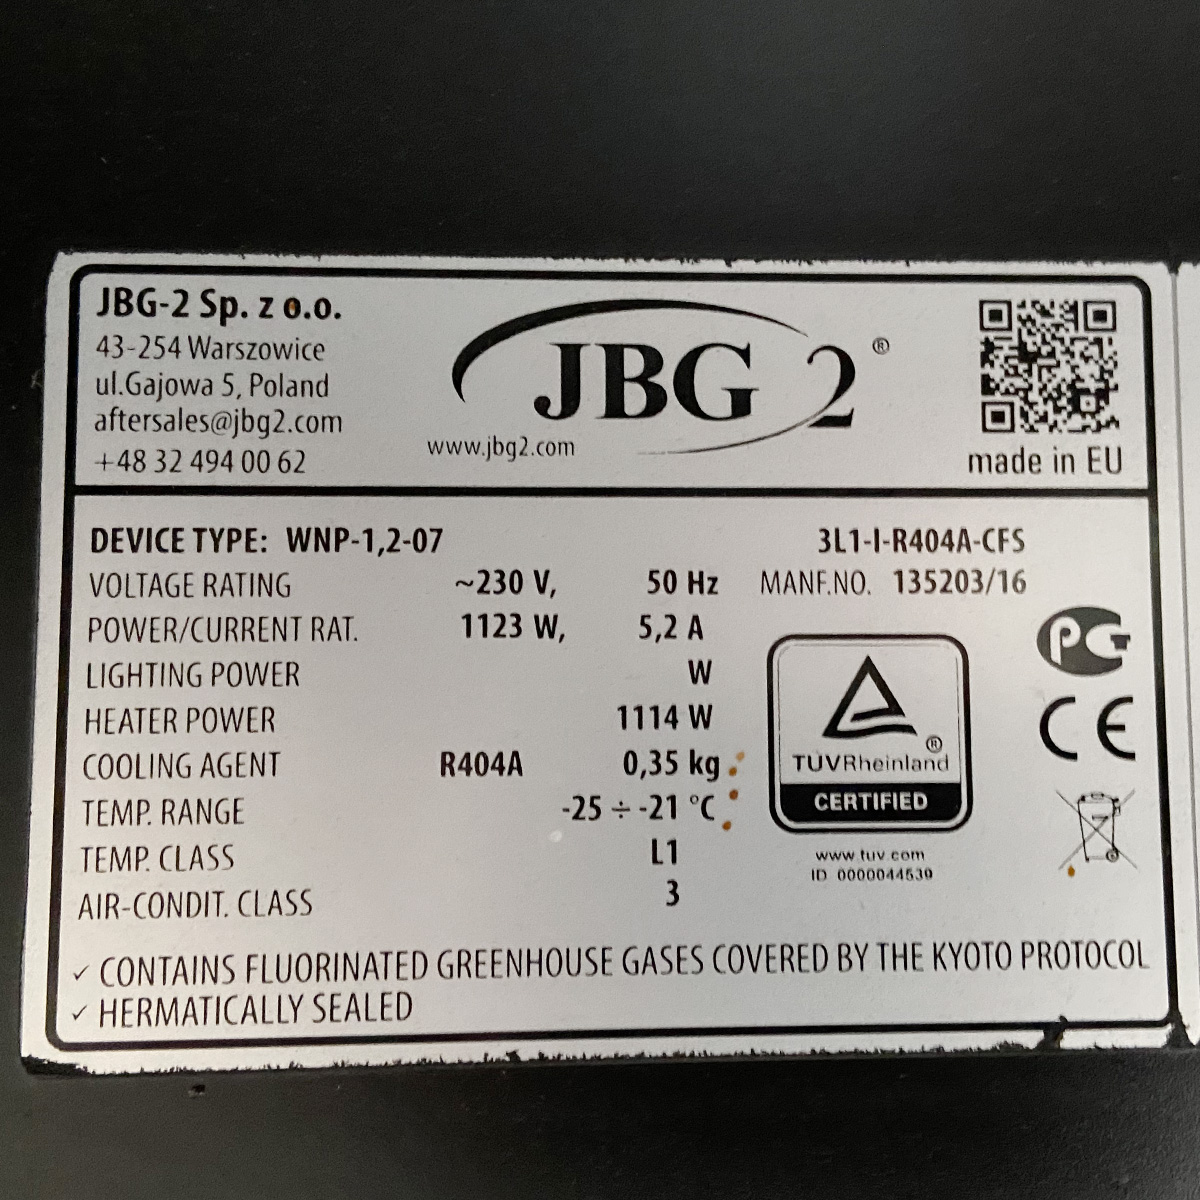 JBG-2 Sp. z o.o.
43-254 Warszowice
ul.Gajowa 5, Poland
aftersales@jbg2.com
+48 32 494 00 62
JBG 2 ®
www.jbg2.com
made in EU
DEVICE TYPE: WNP-1,2-07 3L1-I-R404A-CFS
VOLTAGE RATING ~230 V, 50 Hz MANF.NO. 135203/16
POWER/CURRENT RAT. 1123 W, 5,2 A
LIGHTING POWER W
HEATER POWER 1114 W
COOLING AGENT R404A 0,35 kg
TEMP. RANGE -25 ÷ -21 °C
TEMP. CLASS L1
AIR-CONDIT. CLASS 3
®
TÜVRheinland
CERTIFIED
www.tuv.com
ID 0000044539
PG
CE
✓ CONTAINS FLUORINATED GREENHOUSE GASES COVERED BY THE KYOTO PROTOCOL
✓ HERMATICALLY SEALED